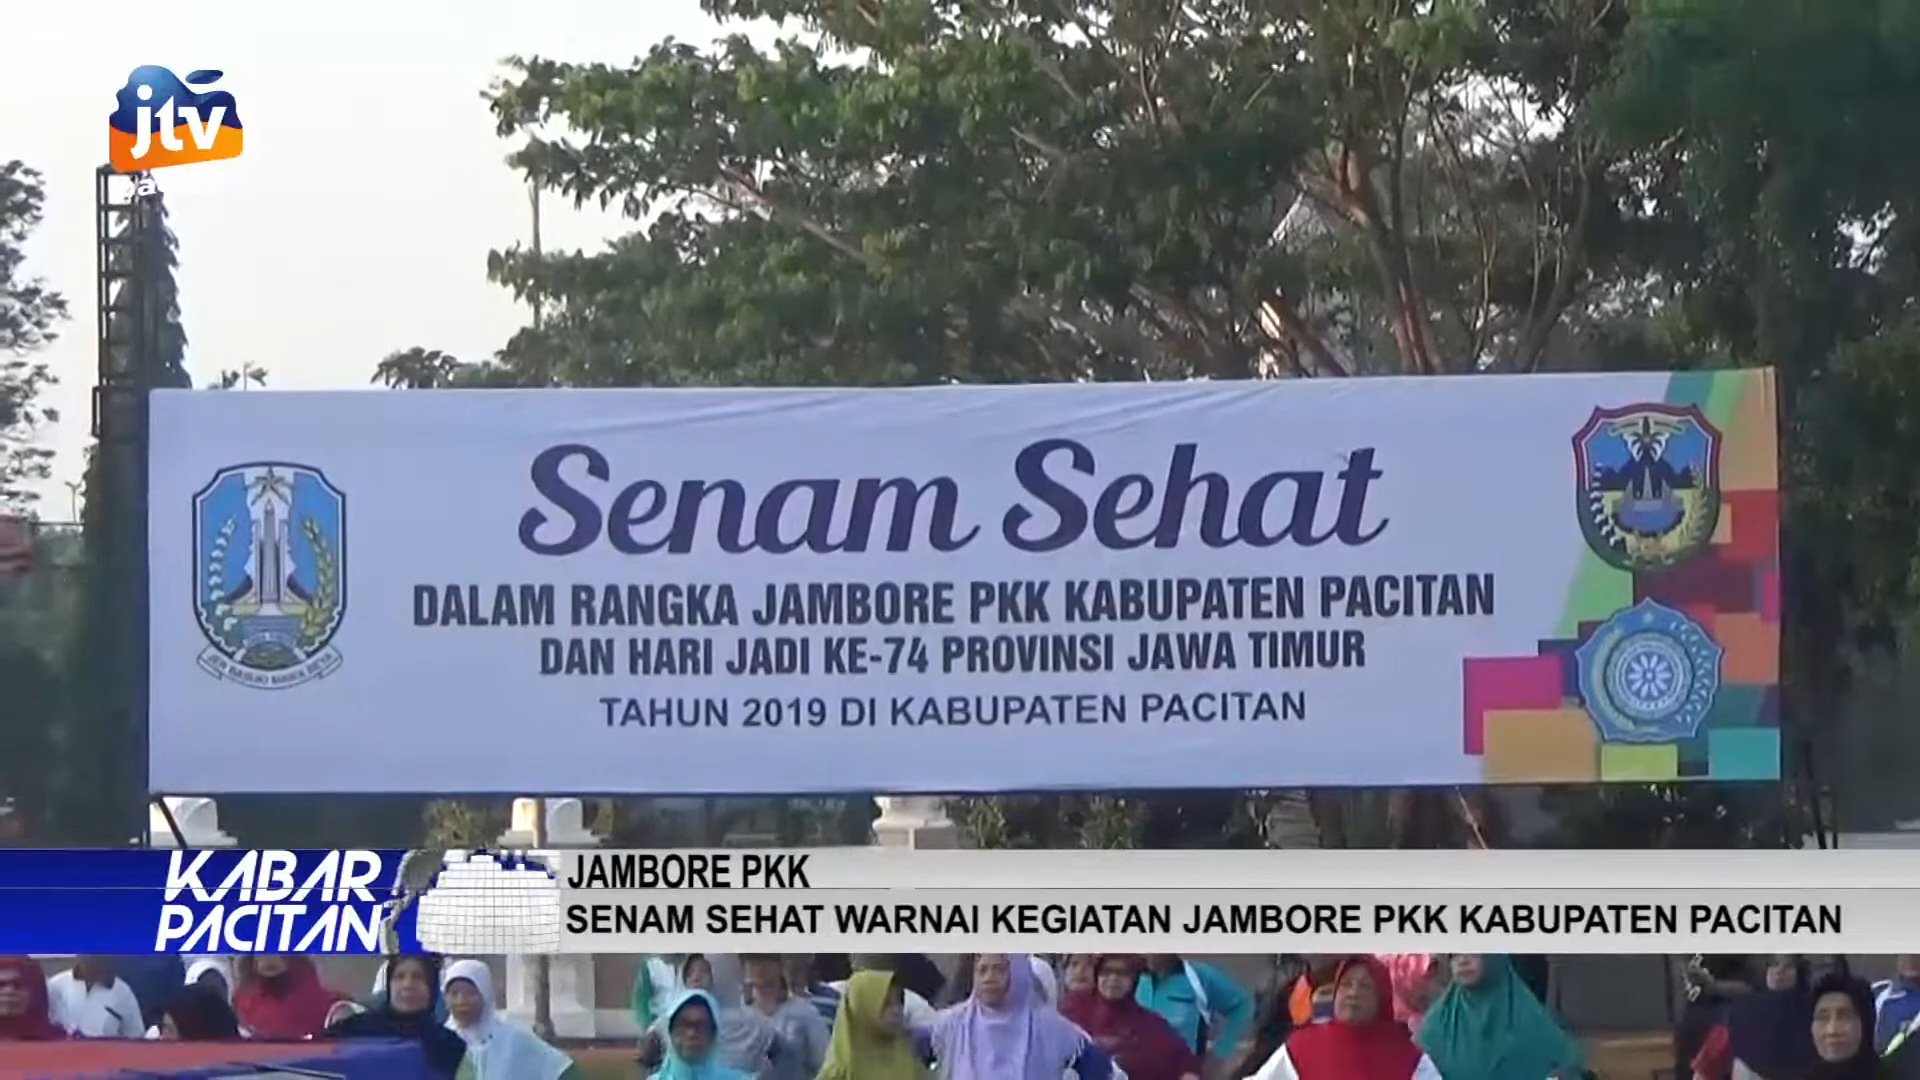 jtv
Senam Sehat
DALAM RANGKA JAMBORE PKK KABUPATEN PACITAN
DAN HARI JADI KE-74 PROVINSI JAWA TIMUR
TAHUN 2019 DI KABUPATEN PACITAN
KABAR
PACITAN
JAMBORE PKK
SENAM SEHAT WARNAI KEGIATAN JAMBORE PKK KABUPATEN PACITAN